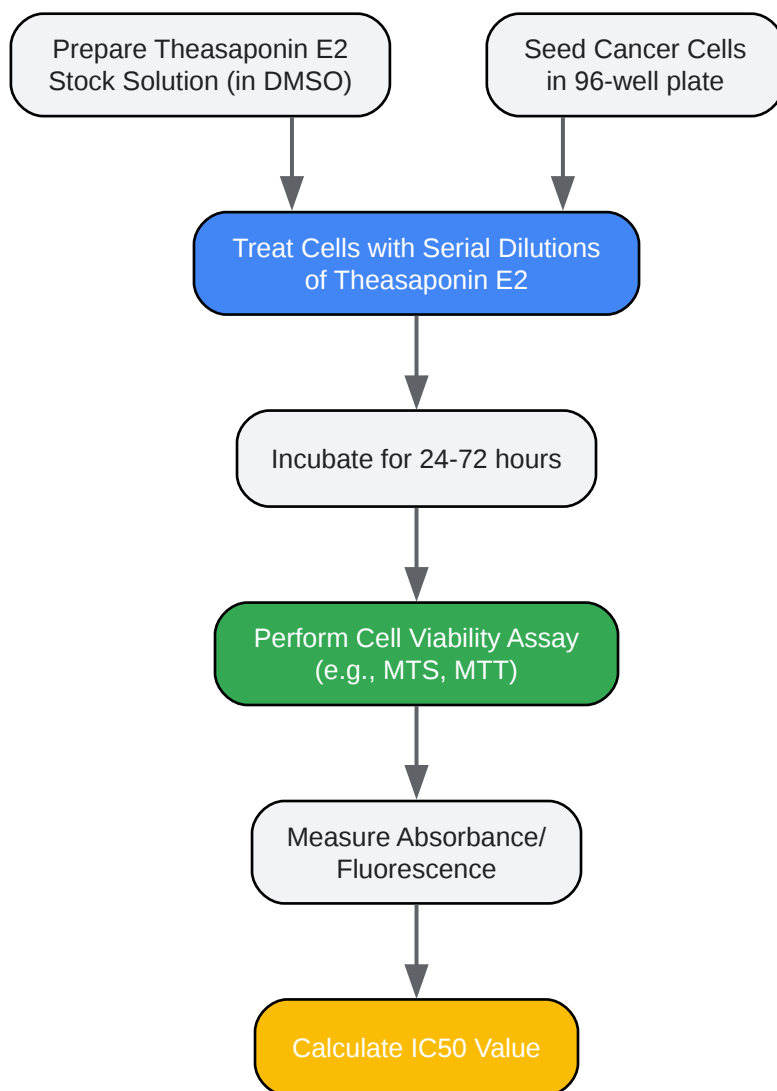 Prepare Theasaponin E2
Stock Solution (in DMSO)
Seed Cancer Cells
in 96-well plate
Treat Cells with Serial Dilutions
of Theasaponin E2
Incubate for 24-72 hours
Perform Cell Viability Assay
(e.g., MTS, MTT)
Measure Absorbance/
Fluorescence
Calculate IC50 Value